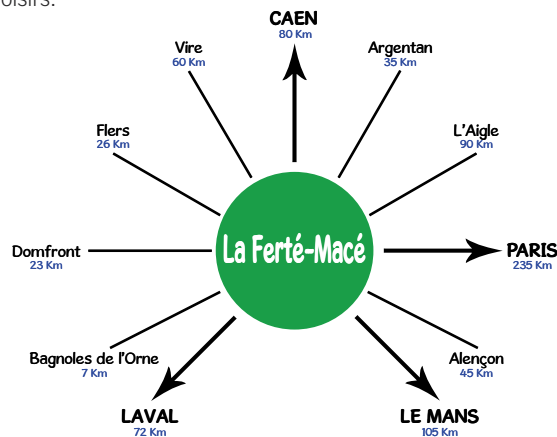 oisirs.
CAEN
80 Km
Vire
60 Km
Argentan
35 Km
Flers
26 Km
L'Aigle
90 Km
La Ferté-Macé
Domfront
23 Km
PARIS
235 Km
Bagnoles de l'Orne
7 Km
Alençon
45 Km
LAVAL
72 Km
LE MANS
105 Km